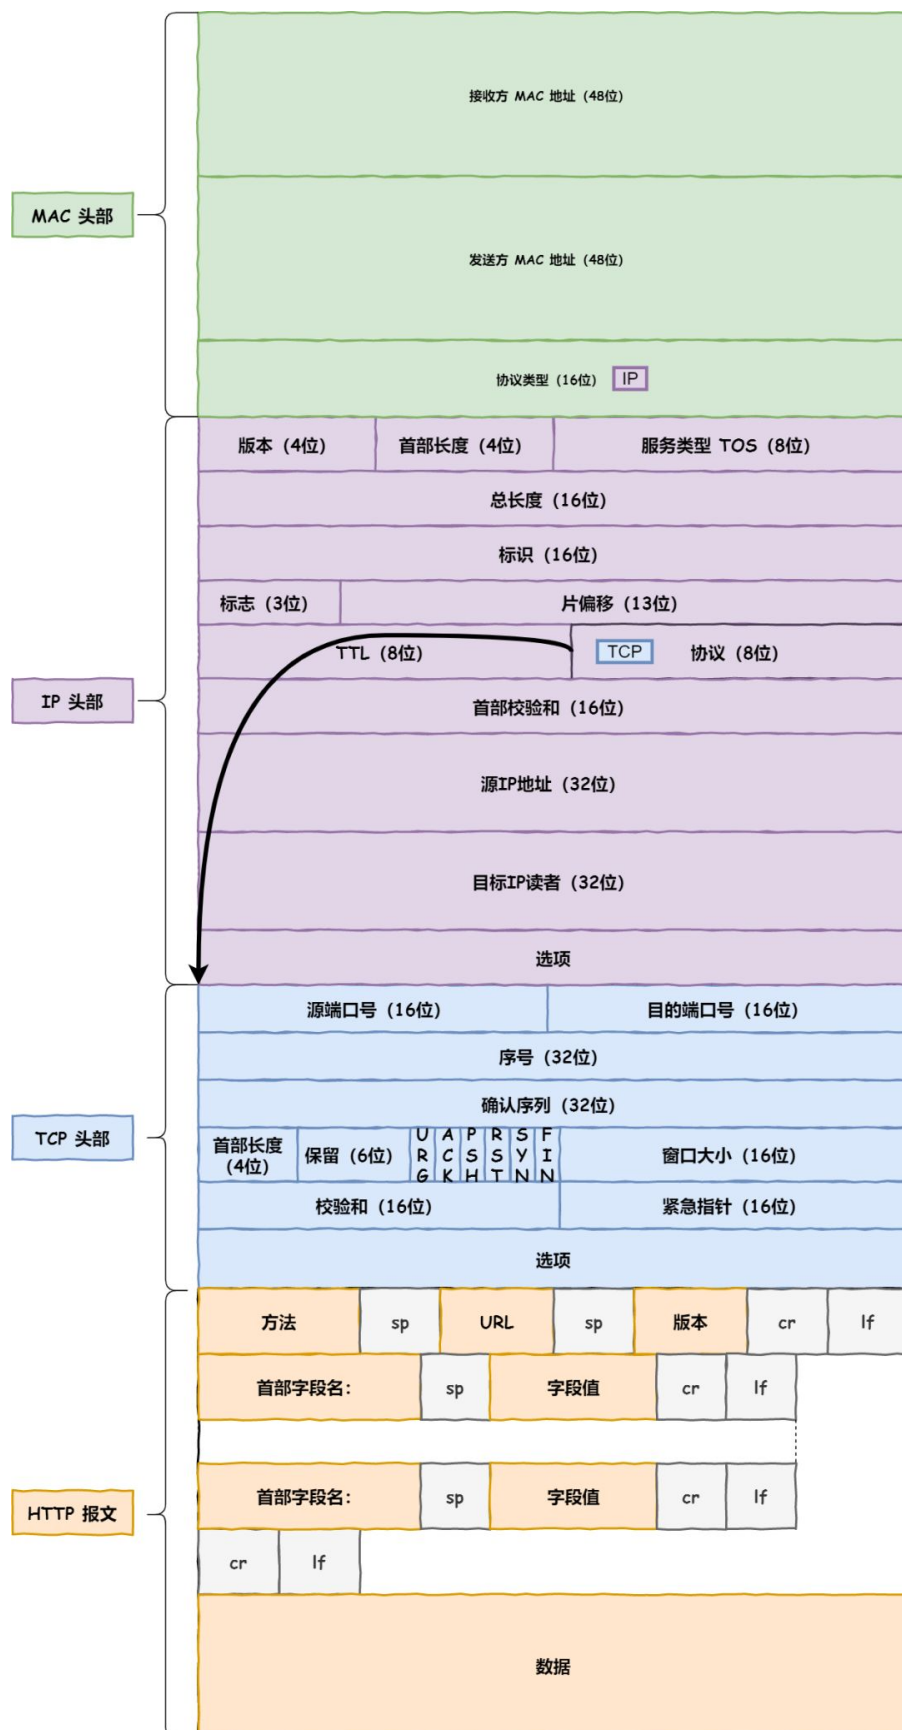 接收方 MAC 地址 (48位)
MAC 头部
发送方 MAC 地址 (48位)
协议类型 (16位) IP
版本 (4位) 首部长度 (4位) 服务类型 TOS (8位)
总长度 (16位)
标识 (16位)
标志 (3位) 片偏移 (13位)
TTL (8位) TCP 协议 (8位)
IP 头部
首部校验和 (16位)
源IP地址 (32位)
目标IP读者 (32位)
选项
源端口号 (16位) 目的端口号 (16位)
序号 (32位)
确认序列 (32位)
TCP 头部
首部长度
(4位)
保留 (6位) URG ACK PSH RST SYN FIN 窗口大小 (16位)
校验和 (16位) 紧急指针 (16位)
选项
方法 sp URL sp 版本 cr lf
首部字段名: sp 字段值 cr lf
首部字段名: sp 字段值 cr lf
HTTP 报文
cr lf
数据